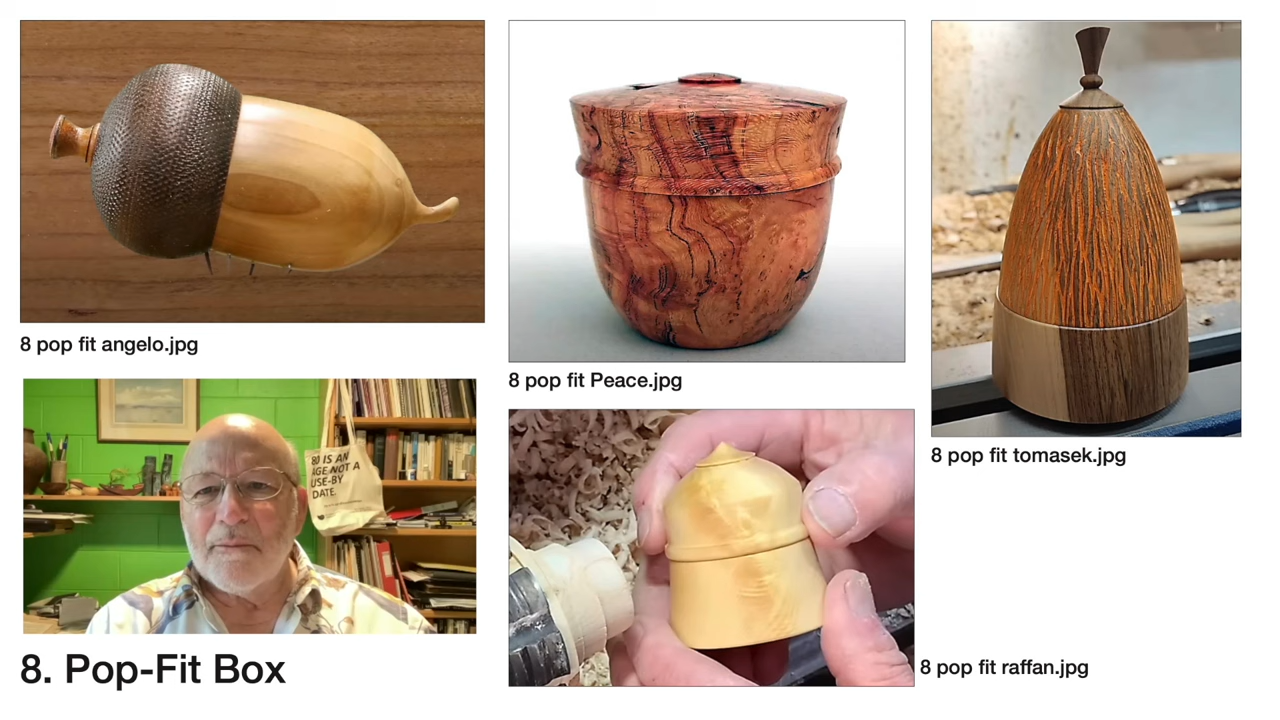 8 pop fit angelo.jpg
8 pop fit Peace.jpg
8 pop fit tomasek.jpg
80 IS AN
AGE NOT A
USE-BY
DATE.
8. Pop-Fit Box
8 pop fit raffan.jpg